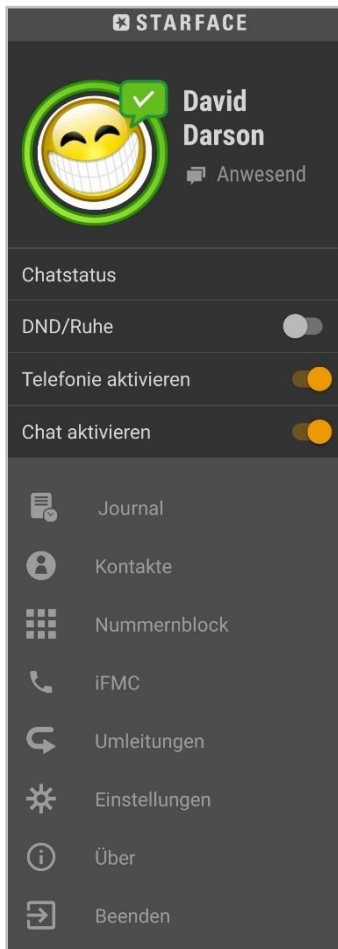 STARFACE
David
Darson
Anwesend
Chatstatus
DND/Ruhe
Telefonie aktivieren
Chat aktivieren
Journal
Kontakte
Nummernblock
iFMC
Umleitungen
Einstellungen
Über
Beenden